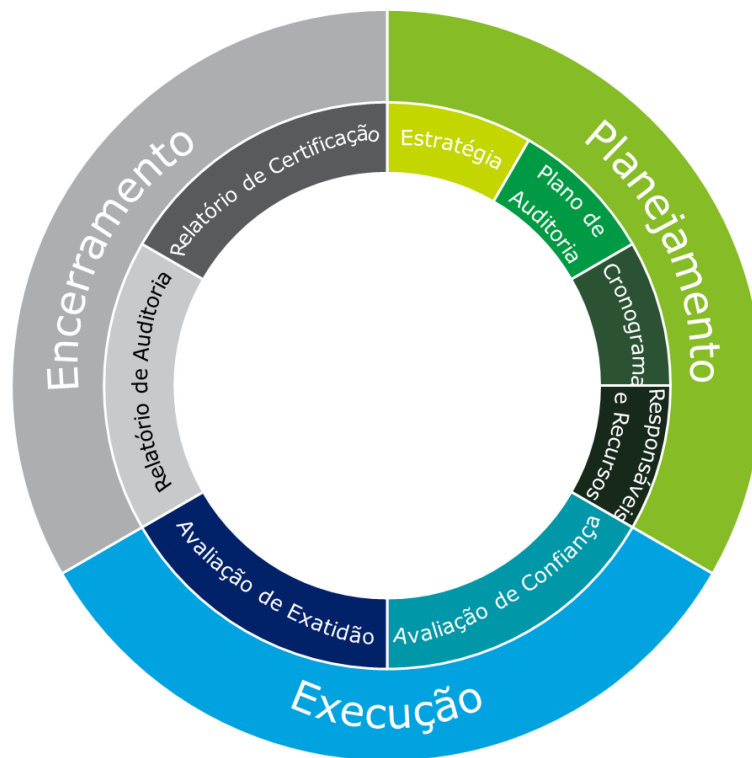 Planejamento
Estratégia
Plano de
Auditoria
Cronograma
Responsáveis
e Recursos
Execução
Avaliação de Confiança
Avaliação de Exatidão
Encerramento
Relatório de Auditoria
Relatório de Certificação